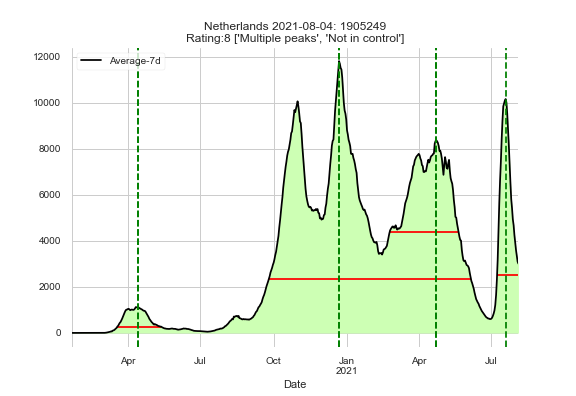 Netherlands 2021-08-04: 1905249
Rating:8 ['Multiple peaks', 'Not in control']
12000
Average-7d
10000
8000
6000
4000
2000
0
Apr
Jul
Oct
Jan
2021
Apr
Jul
Date